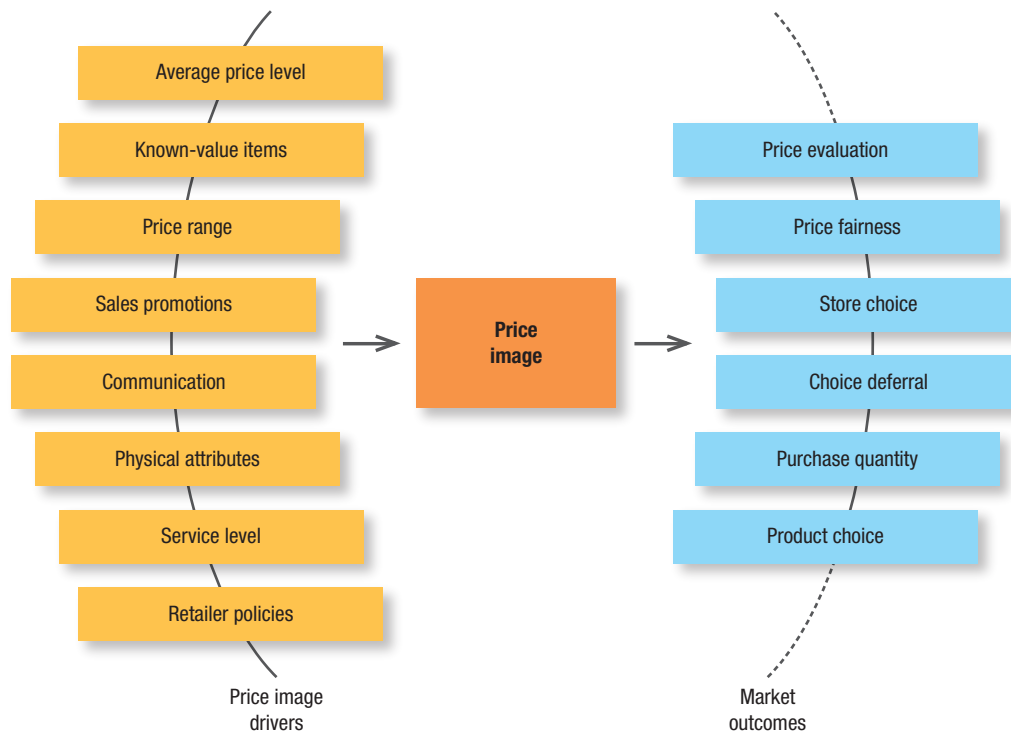 Average price level
Known-value items
Price range
Sales promotions
Communication
Physical attributes
Service level
Retailer policies
Price image
drivers
Price
image
Price evaluation
Price fairness
Store choice
Choice deferral
Purchase quantity
Product choice
Market
outcomes